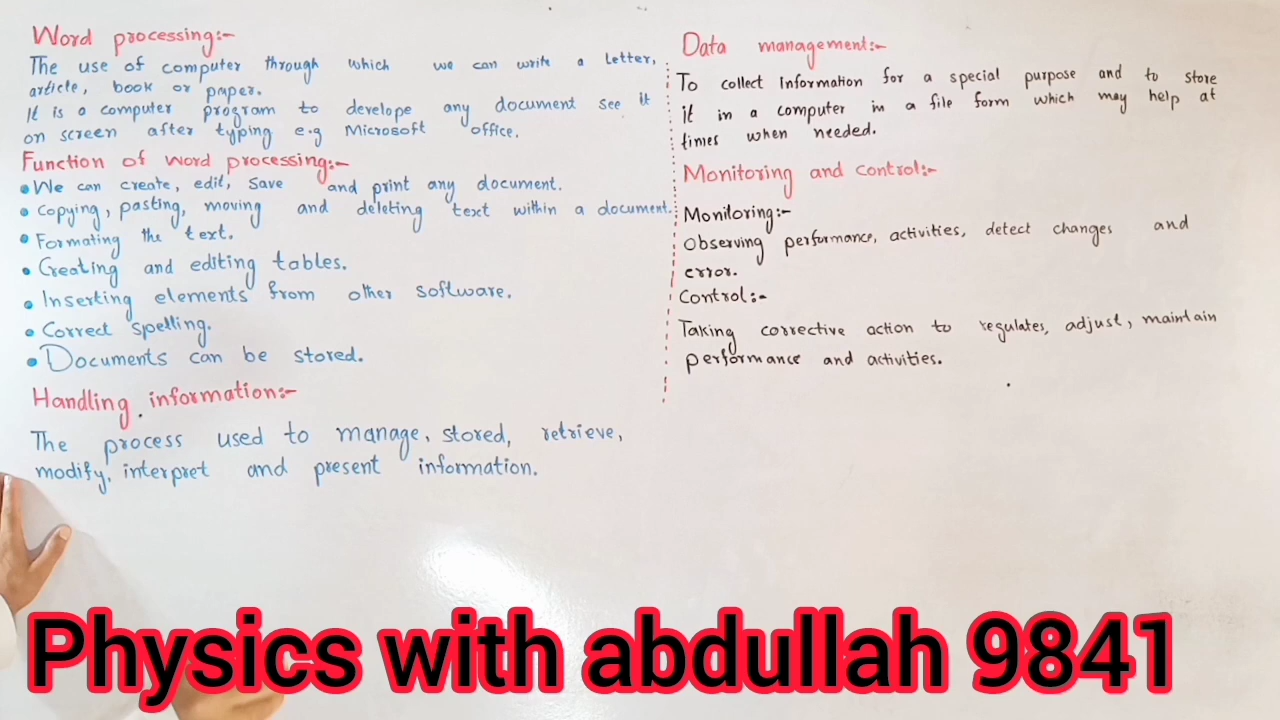 Word processing:-
The use of computer through which we can write a letter,
article, book or paper.
It is a computer program to develope any document see it
on screen after typing e.g Microsoft office.
Function of word processing:-
• We can create, edit, save and print any document.
• Copying, pasting, moving and deleting text within a document.
• Formating the text.
• Creating and editing tables.
• Inserting elements from other software.
• Correct spelling.
• Documents can be stored.
Handling information:-
The process used to manage, stored, retrieve,
modify, interpret and present information.
Data management:-
To collect Information for a special purpose and to store
it in a computer in a file form which may help at
times when needed.
Monitoring and control:-
Monitoring:-
Observing performance, activities, detect changes and
error.
Control:-
Taking corrective action to regulates, adjust, maintain
performance and activities.
Physics with abdullah 9841